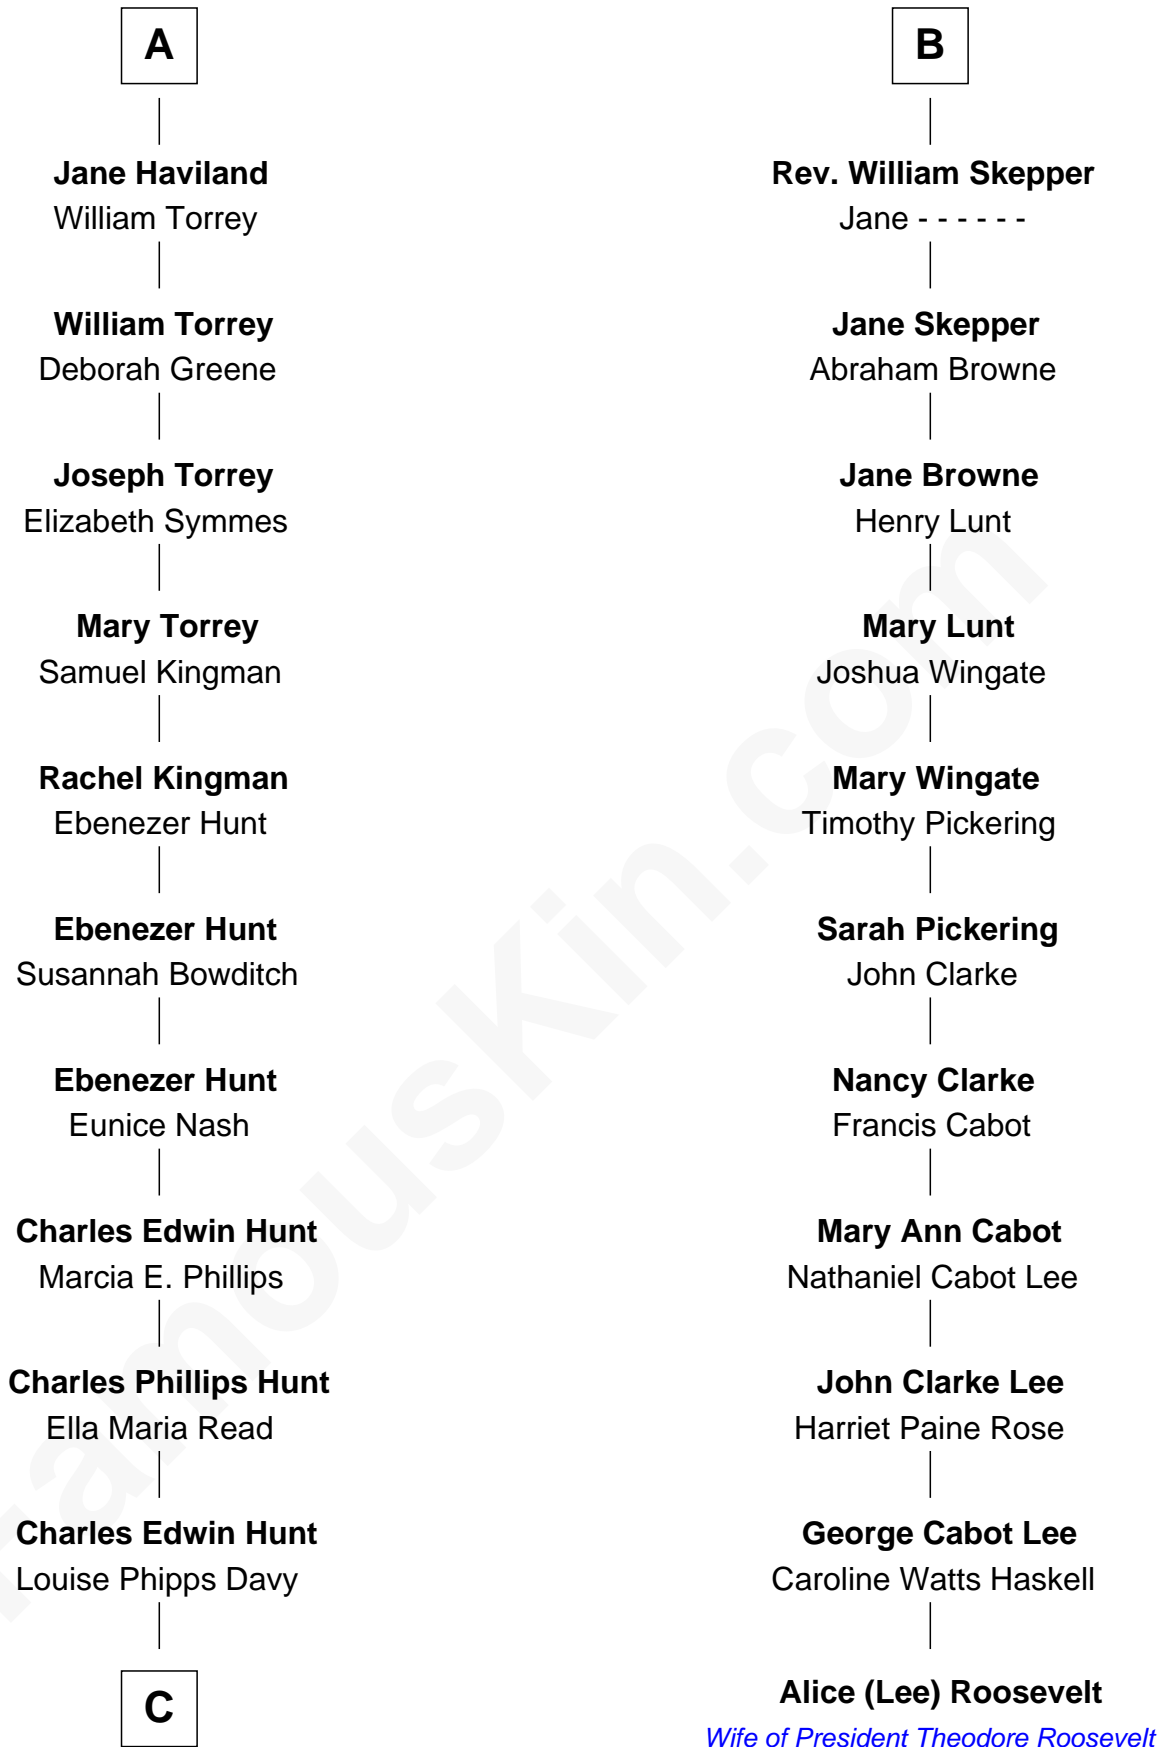 A
Jane Haviland
William Torrey
William Torrey
Deborah Greene
Joseph Torrey
Elizabeth Symmes
Mary Torrey
Samuel Kingman
Rachel Kingman
Ebenezer Hunt
Ebenezer Hunt
Susannah Bowditch
Ebenezer Hunt
Eunice Nash
Charles Edwin Hunt
Marcia E. Phillips
Charles Phillips Hunt
Ella Maria Read
Charles Edwin Hunt
Louise Phipps Davy
C
B
Rev. William Skepper
Jane - - - - - -
Jane Skepper
Abraham Browne
Jane Browne
Henry Lunt
Mary Lunt
Joshua Wingate
Mary Wingate
Timothy Pickering
Sarah Pickering
John Clarke
Nancy Clarke
Francis Cabot
Mary Ann Cabot
Nathaniel Cabot Lee
John Clarke Lee
Harriet Paine Rose
George Cabot Lee
Caroline Watts Haskell
Alice (Lee) Roosevelt
Wife of President Theodore Roosevelt
FamousKin.com